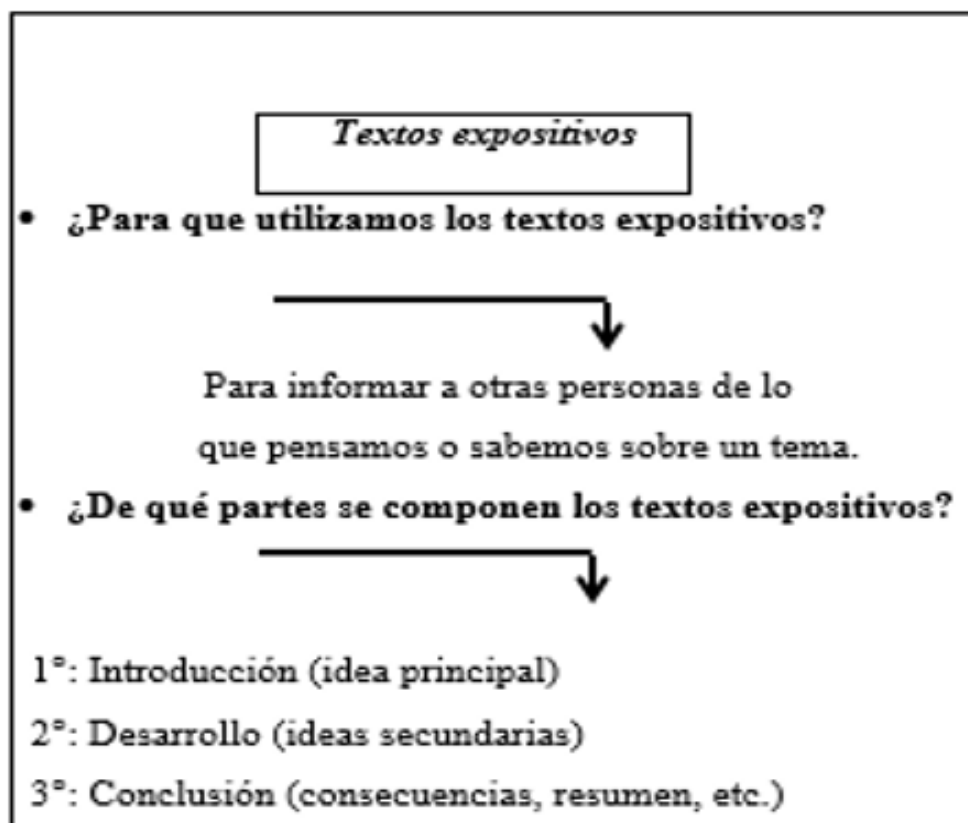 Textos expositivos
• ¿Para que utilizamos los textos expositivos?
Para informar a otras personas de lo
que pensamos o sabemos sobre un tema.
• ¿De qué partes se componen los textos expositivos?
1°: Introducción (idea principal)
2°: Desarrollo (ideas secundarias)
3°: Conclusión (consecuencias, resumen, etc.)